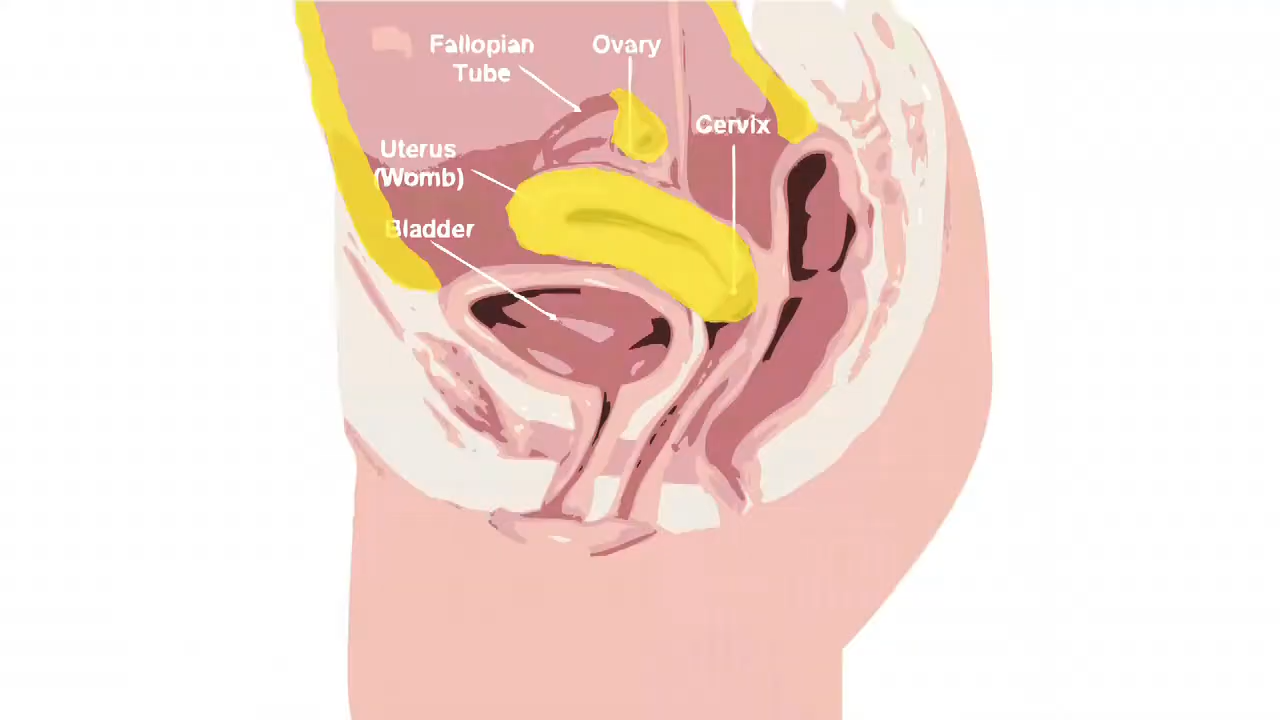 Fallopian
Tube
Ovary
Cervix
Uterus
(Womb)
Bladder